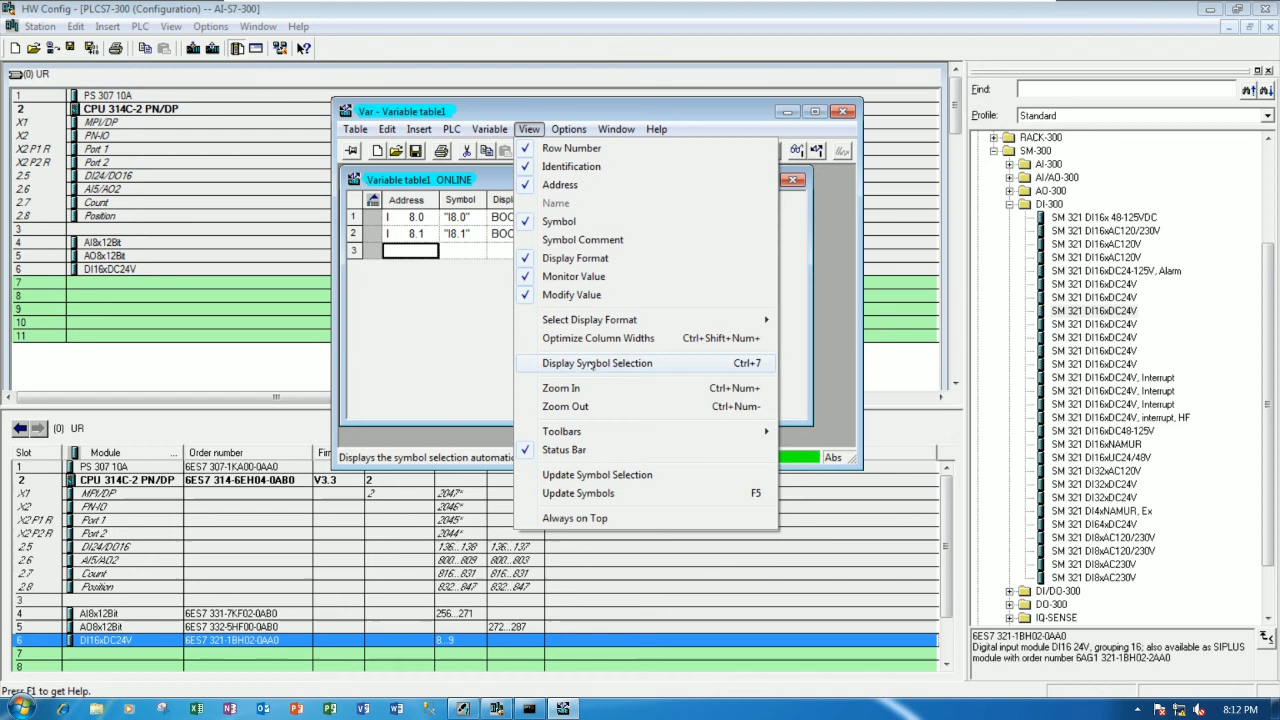 HW Config - [PLCS7-300 (Configuration) -- AI-S7-300]
Station Edit Insert PLC View Options Window Help
(0) UR
1 PS 307 10A
2 CPU 314C-2 PN/DP
X1 MPI/DP
X2 PN-IO
X2 P1 R Port 1
X2 P2 R Port 2
2.5 DI24/DO16
2.6 AI5/AO2
2.7 Count
2.8 Position
3
4 AI8x12Bit
5 AO8x12Bit
6 DI16xDC24V
7
8
9
10
11
Var - Variable table1
Table Edit Insert PLC Variable View Options Window Help
Variable table1 ONLINE
Address Symbol Displ
1 I 8.0 "I8.0" BOO
2 I 8.1 "I8.1" BOO
3
Row Number
Identification
Address
Name
Symbol
Symbol Comment
Display Format
Monitor Value
Modify Value
Select Display Format
Optimize Column Widths Ctrl+Shift+Num+
Display Symbol Selection Ctrl+7
Zoom In Ctrl+Num+
Zoom Out Ctrl+Num-
Toolbars
Status Bar
Update Symbol Selection
Update Symbols F5
Always on Top
Displays the symbol selection automatic
Abs
(0) UR
Slot Module ... Order number Fir
1 PS 307 10A 6ES7 307-1KA00-0AA0
2 CPU 314C-2 PN/DP 6ES7 314-6EH04-0AB0 V3.3 2
X1 MPI/DP 2 2047*
X2 PN-IO 2046*
X2 P1 R Port 1 2045*
X2 P2 R Port 2 2044*
2.5 DI24/DO16 136...138 136...137
2.6 AI5/AO2 800...809 800...803
2.7 Count 816...831 816...831
2.8 Position 832...847 832...847
3
4 AI8x12Bit 6ES7 331-7KF02-0AB0 256...271
5 AO8x12Bit 6ES7 332-5HF00-0AB0 272...287
6 DI16xDC24V 6ES7 321-1BH02-0AA0 8...9
7
8
Find:
Profile: Standard
RACK-300
SM-300
AI-300
AI/AO-300
AO-300
DI-300
SM 321 DI16x 48-125VDC
SM 321 DI16xAC120/230V
SM 321 DI16xAC120V
SM 321 DI16xAC120V
SM 321 DI16xDC24-125V, Alarm
SM 321 DI16xDC24V
SM 321 DI16xDC24V
SM 321 DI16xDC24V
SM 321 DI16xDC24V
SM 321 DI16xDC24V
SM 321 DI16xDC24V
SM 321 DI16xDC24V
SM 321 DI16xDC24V, Interrupt
SM 321 DI16xDC24V, Interrupt
SM 321 DI16xDC24V, interrupt
SM 321 DI16xDC24V, interrupt, HF
SM 321 DI16xDC48-125V
SM 321 DI16xNAMUR
SM 321 DI16xUC24/48V
SM 321 DI32xAC120V
SM 321 DI32xDC24V
SM 321 DI32xDC24V
SM 321 DI4xNAMUR, Ex
SM 321 DI64xDC24V
SM 321 DI8xAC120/230V
SM 321 DI8xAC120/230V
SM 321 DI8xAC230V
SM 321 DI8xAC230V
DI/DO-300
DO-300
IQ-SENSE
6ES7 321-1BH02-0AA0
Digital input module DI16 24V, grouping 16; also available as SIPLUS
module with order number 6AG1 321-1BH02-2AA0
Press F1 to get Help.
8:12 PM